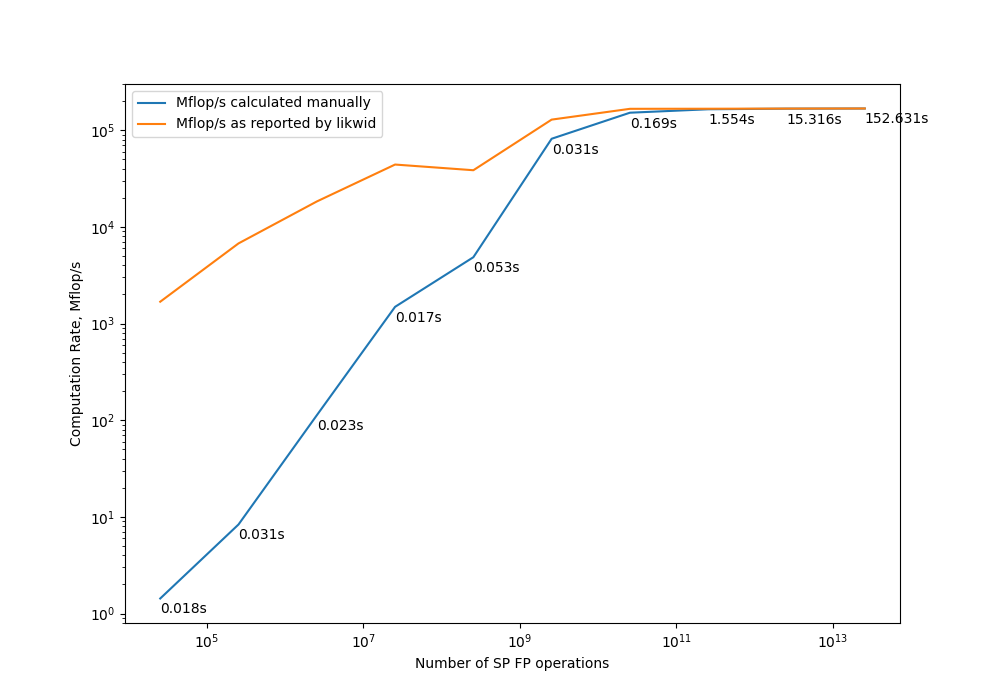 Mflop/s calculated manually
Mflop/s as reported by likwid
10^5
10^4
10^3
10^2
10^1
10^0
Computation Rate, Mflop/s
0.018s
0.031s
0.023s
0.017s
0.053s
0.031s
0.169s
1.554s
15.316s
152.631s
10^5
10^7
10^9
10^11
10^13
Number of SP FP operations